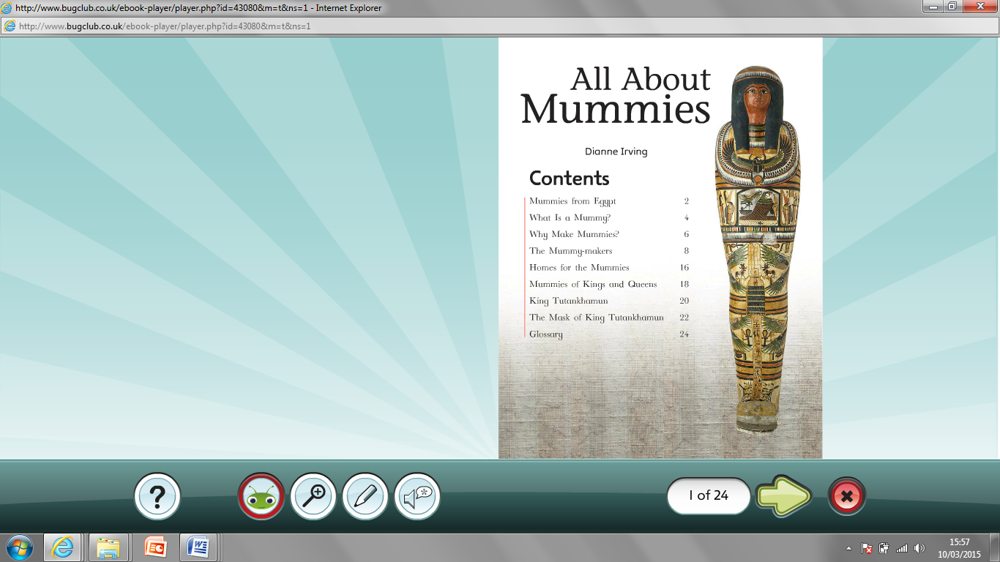 http://www.bugclub.co.uk/ebook-player/player.php?id=43080&m=t&ns=1 - Internet Explorer
http://www.bugclub.co.uk/ebook-player/player.php?id=43080&m=t&ns=1
All About
Mummies
Dianne Irving
Contents
Mummies from Egypt 2
What Is a Mummy? 4
Why Make Mummies? 6
The Mummy-makers 8
Homes for the Mummies 16
Mummies of Kings and Queens 18
King Tutankhamun 20
The Mask of King Tutankhamun 22
Glossary 24
?
1 of 24
15:57
10/03/2015